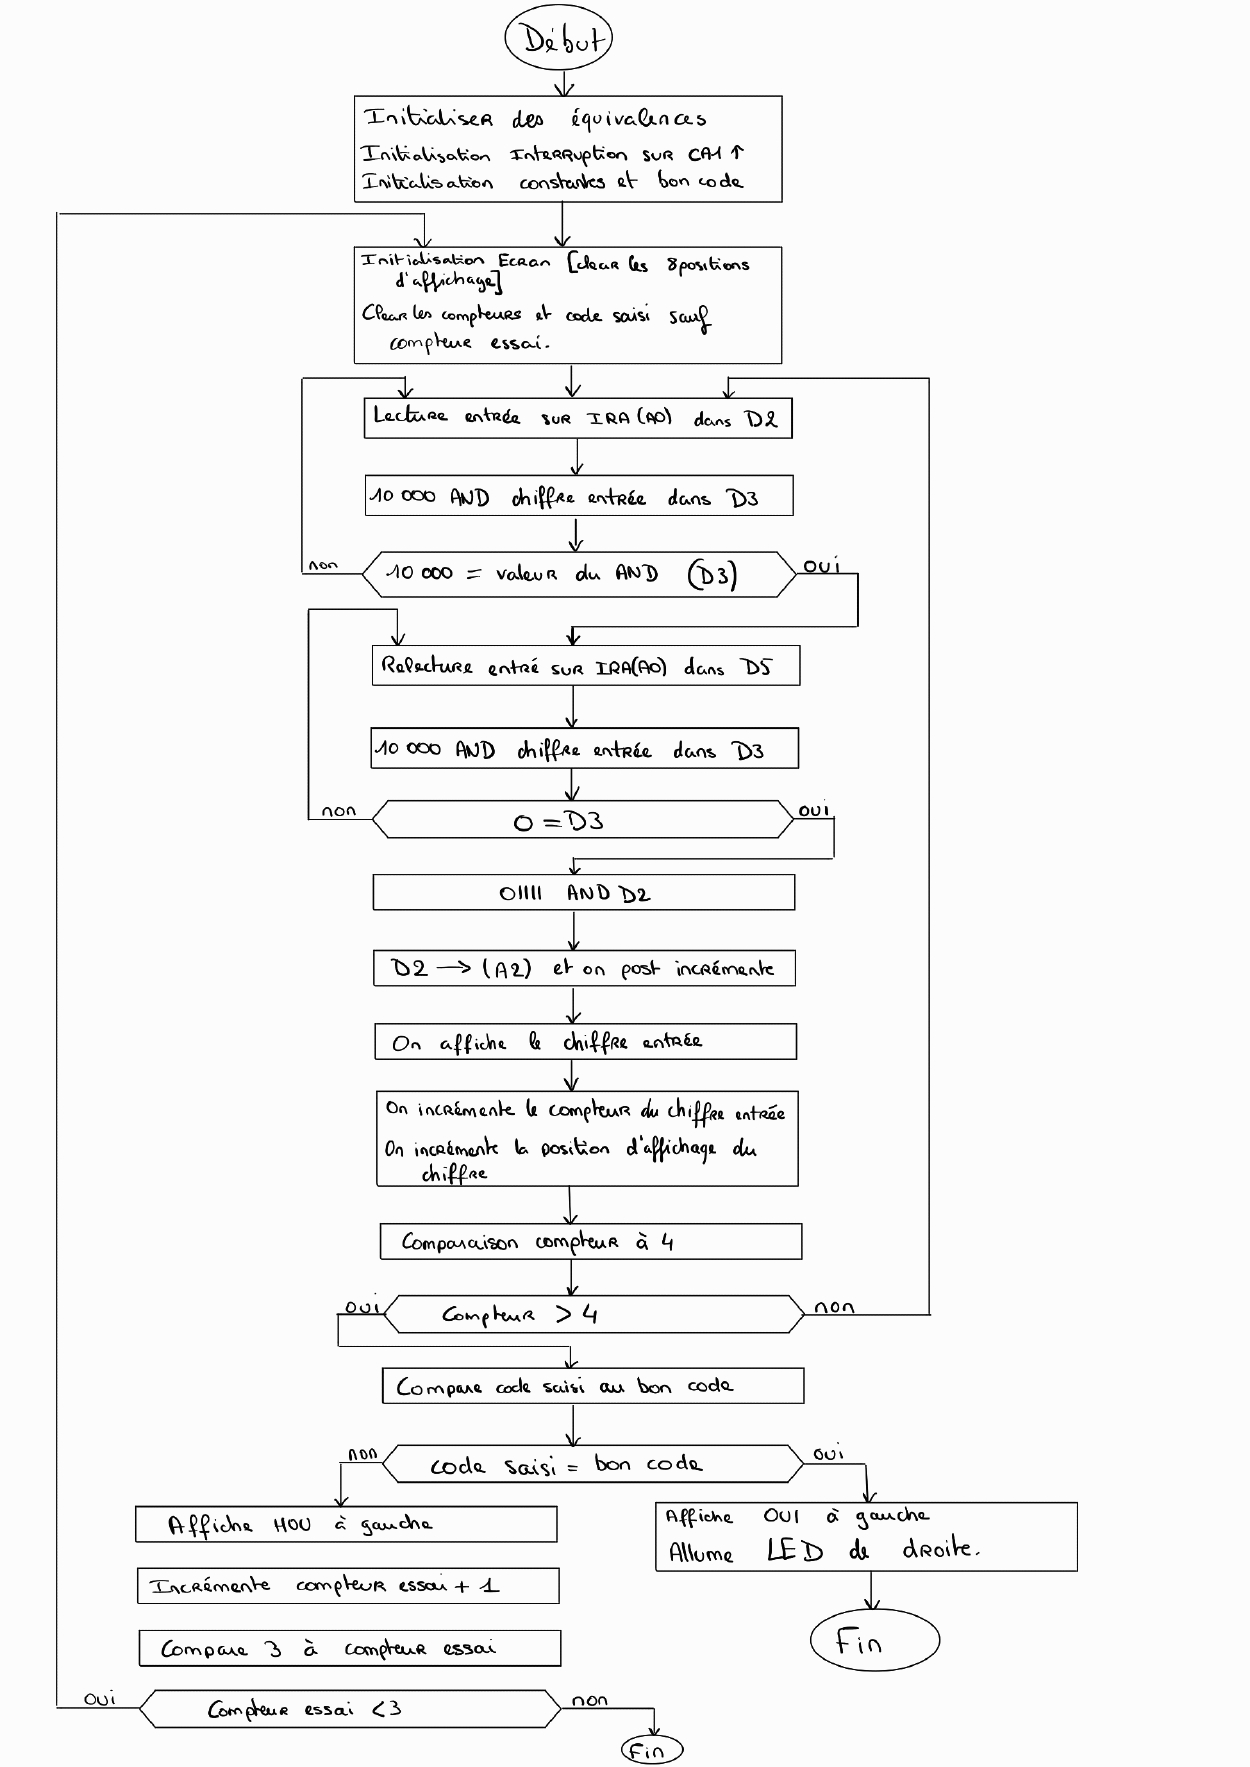 Début
Initialiser des équivalences
Initialisation Interruption sur CA1 ↑
Initialisation constantes et bon code
Initialisation Ecran [clear les 8positions
d'affichage]
Clear les compteurs et code saisi sauf
compteur essai.
Lecture entrée sur IRA (A0) dans D2
10 000 AND chiffre entrée dans D3
non
10 000 = valeur du AND (D3)
oui
Relecture entré sur IRA(A0) dans D5
10 000 AND chiffre entrée dans D3
non
0 = D3
oui
01111 AND D2
D2 → (A2) et on post incrémente
On affiche le chiffre entrée
On incrémente le compteur du chiffre entrée
On incrémente la position d'affichage du
chiffre
Comparaison compteur à 4
oui
Compteur > 4
non
Compare code saisi au bon code
non
code saisi = bon code
oui
Affiche HOU à gauche
Affiche OUI à gauche
Allume LED de droite.
Incrémente compteur essai + 1
Fin
Compare 3 à compteur essai
oui
Compteur essai <3
non
Fin